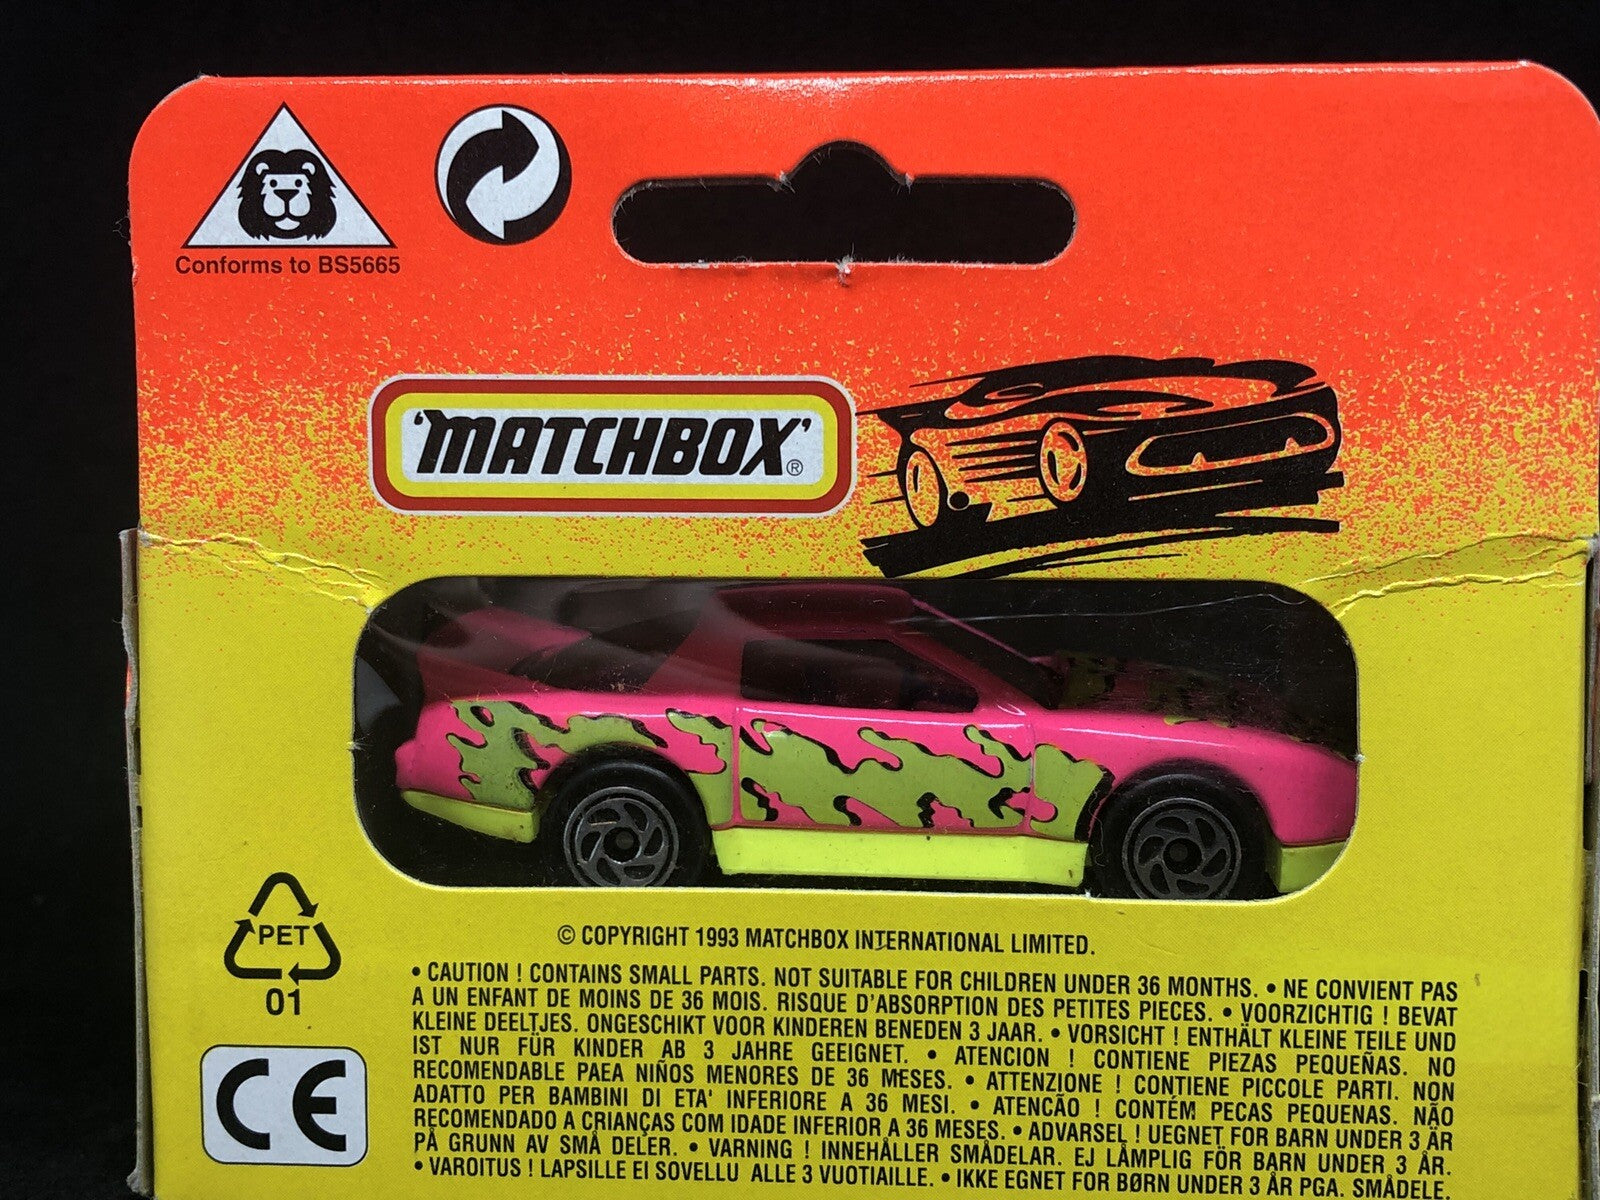 Conforms to BS5665
'MATCHBOX'®
PET
01
CE
© COPYRIGHT 1993 MATCHBOX INTERNATIONAL LIMITED.
• CAUTION ! CONTAINS SMALL PARTS. NOT SUITABLE FOR CHILDREN UNDER 36 MONTHS. • NE CONVIENT PAS
A UN ENFANT DE MOINS DE 36 MOIS. RISQUE D'ABSORPTION DES PETITES PIECES. • VOORZICHTIG ! BEVAT
KLEINE DEELTJES. ONGESCHIKT VOOR KINDEREN BENEDEN 3 JAAR. • VORSICHT ! ENTHÄLT KLEINE TEILE UND
IST NUR FÜR KINDER AB 3 JAHRE GEEIGNET. • ATENCION ! CONTIENE PIEZAS PEQUEÑAS. NO
RECOMENDABLE PAEA NIÑOS MENORES DE 36 MESES. • ATTENZIONE ! CONTIENE PICCOLE PARTI. NON
ADATTO PER BAMBINI DI ETA' INFERIORE A 36 MESI. • ATENCÃO ! CONTÉM PECAS PEQUENAS. NÃO
RECOMENDADO A CRIANÇAS COM IDADE INFERIOR A 36 MESES. • ADVARSEL ! UEGNET FOR BARN UNDER 3 ÅR
PÅ GRUNN AV SMÅ DELER. • VARNING ! INNEHÅLLER SMÅDELAR. EJ LÄMPLIG FÖR BARN UNDER 3 ÅR.
• VAROITUS ! LAPSILLE EI SOVELLU ALLE 3 VUOTIAILLE. • IKKE EGNET FOR BØRN UNDER 3 ÅR PGA. SMÅDELE.